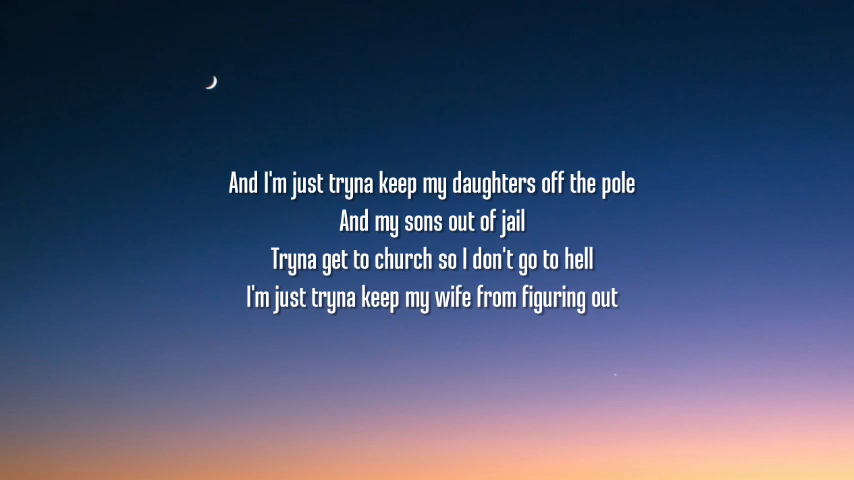 And I'm just tryna keep my daughters off the pole
And my sons out of jail
Tryna get to church so I don't go to hell
I'm just tryna keep my wife from figuring out